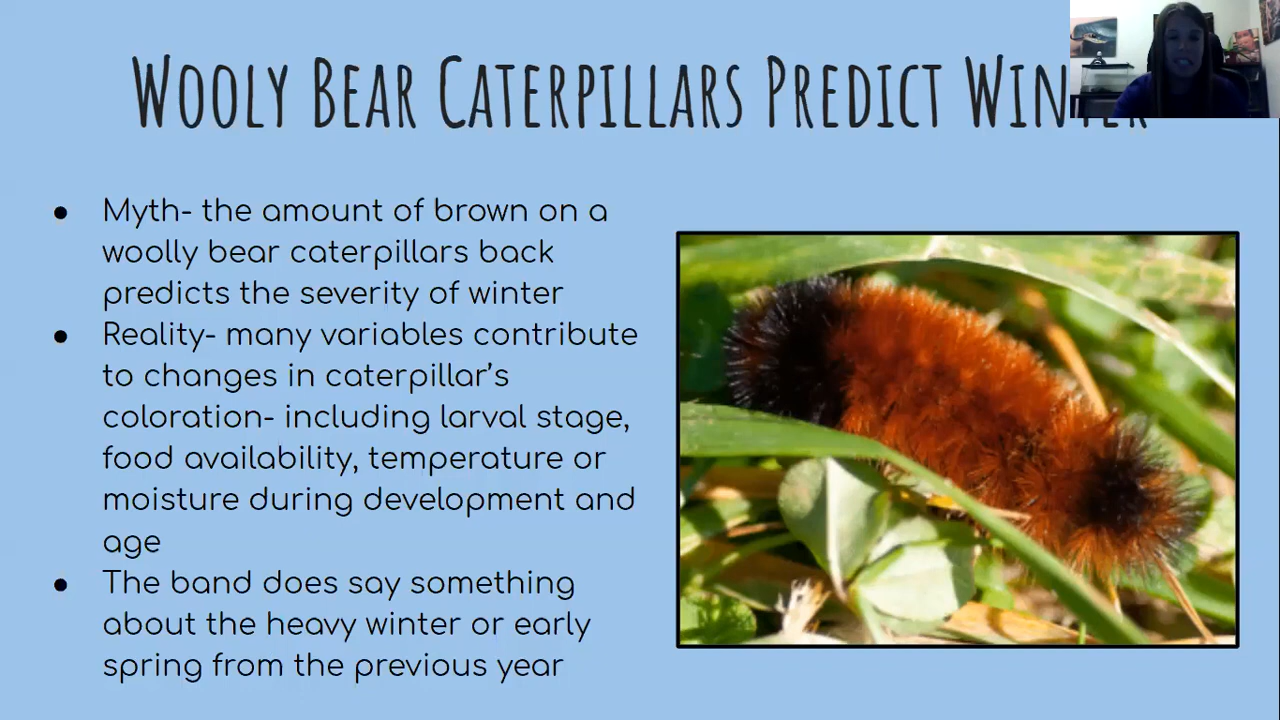 Wooly Bear Caterpillars Predict Winter
● Myth- the amount of brown on a
woolly bear caterpillars back
predicts the severity of winter
● Reality- many variables contribute
to changes in caterpillar's
coloration- including larval stage,
food availability, temperature or
moisture during development and
age
● The band does say something
about the heavy winter or early
spring from the previous year